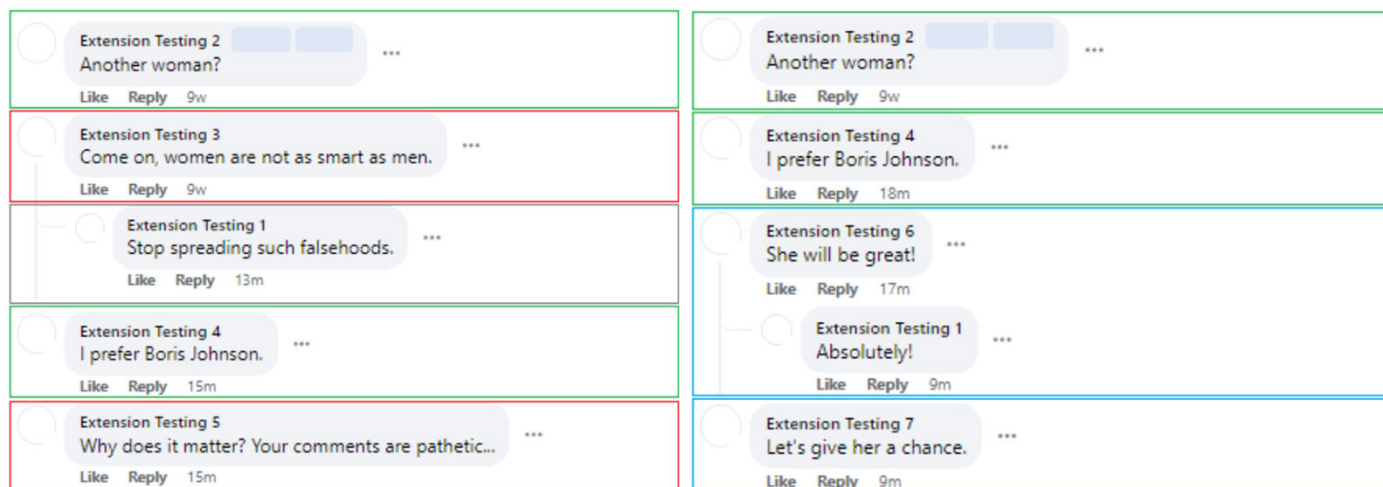 Extension Testing 2
Another woman?
Like Reply 9w
Extension Testing 3
Come on, women are not as smart as men.
Like Reply 9w
Extension Testing 1
Stop spreading such falsehoods.
Like Reply 13m
Extension Testing 4
I prefer Boris Johnson.
Like Reply 15m
Extension Testing 5
Why does it matter? Your comments are pathetic...
Like Reply 15m
Extension Testing 2
Another woman?
Like Reply 9w
Extension Testing 4
I prefer Boris Johnson.
Like Reply 18m
Extension Testing 6
She will be great!
Like Reply 17m
Extension Testing 1
Absolutely!
Like Reply 9m
Extension Testing 7
Let's give her a chance.
Like Reply 9m